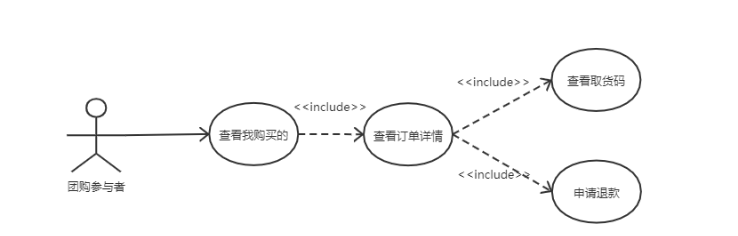 <<include>>
查看取货码
<<include>>
查看我购买的
查看订单详情
团购参与者
<<include>>
申请退款